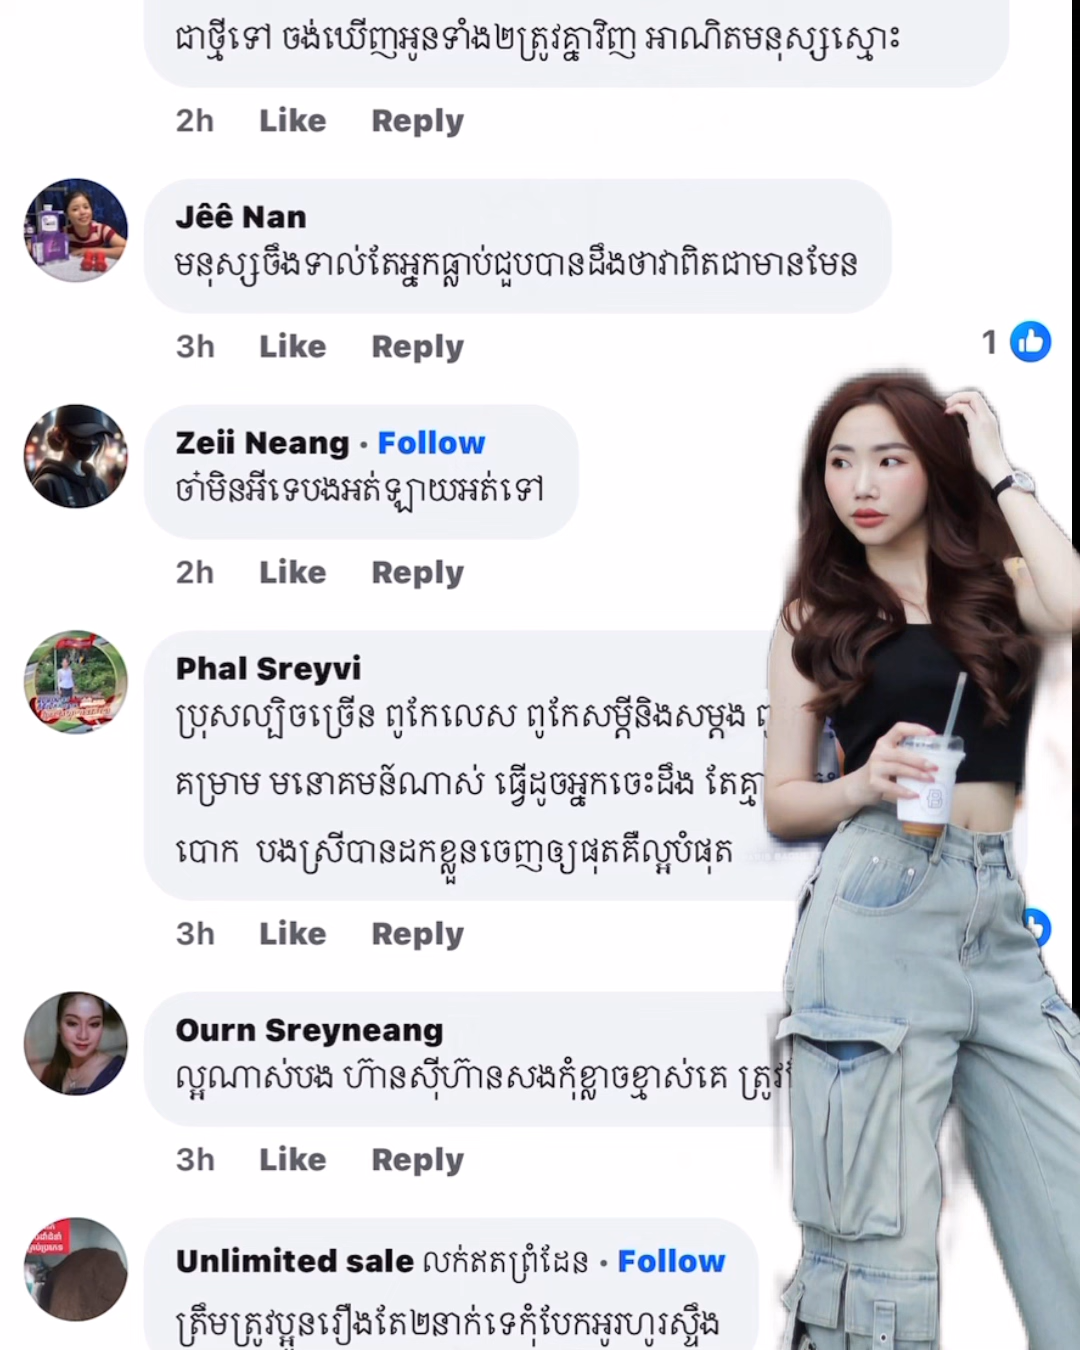 ជាថ្មីទៅ ចង់ឃើញអូនទាំង២ត្រូវគ្នាវិញ អាណិតមនុស្សស្មោះ
2h Like Reply
Jêê Nan
មនុស្សចឹងទាល់តែអ្នកធ្លាប់ជួបបានដឹងថាវាពិតជាមានមែន
3h Like Reply 1
Zeii Neang · Follow
ចា៎មិនអីទេបងអត់ឡាយអត់ទៅ
2h Like Reply
Phal Sreyvi
ប្រុសល្បិចច្រើន ពូកែលេស ពូកែសម្ដីនិងសម្ដង
គម្រាម មនោគមន៍ណាស់ ធ្វើដូចអ្នកចេះដឹង តែគ្មា
បោក បងស្រីបានដកខ្លួនចេញឲ្យផុតគឺល្អបំផុត
3h Like Reply
Ourn Sreyneang
ល្អណាស់បង ហ៊ានស៊ីហ៊ានសងកុំខ្លាចខ្មាស់គេ ត្រូវ
3h Like Reply
Unlimited sale លក់ឥតព្រំដែន · Follow
ត្រឹមត្រូវប្អូនរឿងតែ២នាក់ទេកុំបែកអូរហូរស្ទឹង